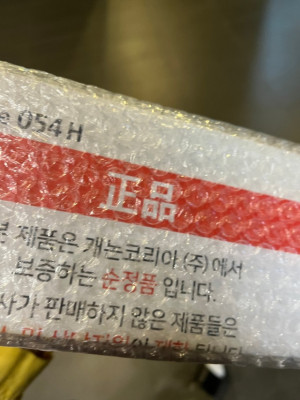 054H
正品
본 제품은 캐논코리아 (주) 에서
보증하는 순정품 입니다.
사가 판매하지 않은 제품들은